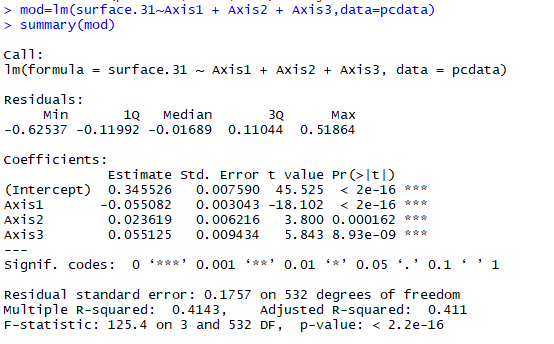 > mod=lm(surface.31~Axis1 + Axis2 + Axis3,data=pcdata)
> summary(mod)
Call:
lm(formula = surface.31 ~ Axis1 + Axis2 + Axis3, data = pcdata)
Residuals:
Min 1Q Median 3Q Max
-0.62537 -0.11992 -0.01689 0.11044 0.51864
Coefficients:
Estimate Std. Error t value Pr(>|t|)
(Intercept) 0.345526 0.007590 45.525 < 2e-16 ***
Axis1 -0.055082 0.003043 -18.102 < 2e-16 ***
Axis2 0.023619 0.006216 3.800 0.000162 ***
Axis3 0.055125 0.009434 5.843 8.93e-09 ***
---
Signif. codes: 0 ‘***’ 0.001 ‘**’ 0.01 ‘*’ 0.05 ‘.’ 0.1 ‘ ’ 1
Residual standard error: 0.1757 on 532 degrees of freedom
Multiple R-squared: 0.4143, Adjusted R-squared: 0.411
F-statistic: 125.4 on 3 and 532 DF, p-value: < 2.2e-16